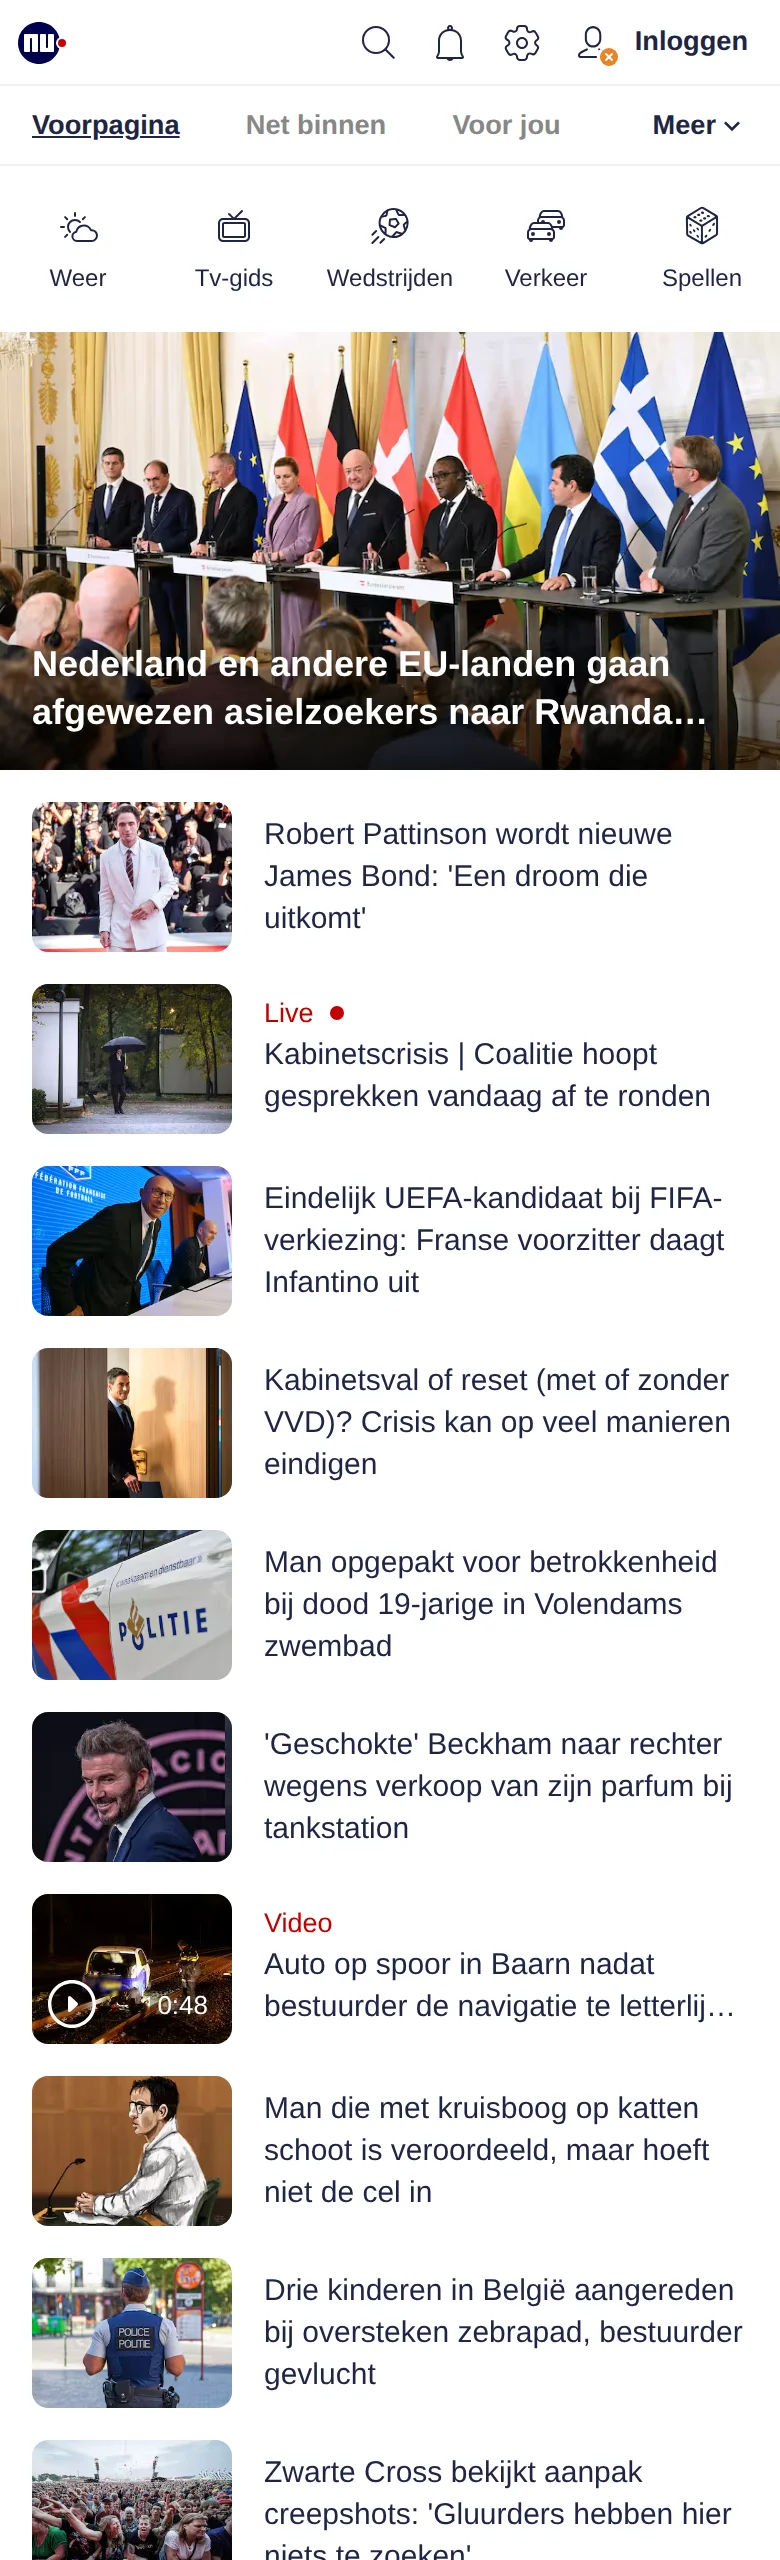 nu
Inloggen
Voorpagina Net binnen Voor jou Meer
Weer Tv-gids Wedstrijden Verkeer Spellen
Nederland en andere EU-landen gaan
afgewezen asielzoekers naar Rwanda…
Robert Pattinson wordt nieuwe
James Bond: 'Een droom die
uitkomt'
Live
Kabinetscrisis | Coalitie hoopt
gesprekken vandaag af te ronden
FÉDÉRATION FRANÇAISE
DE FOOTBALL
Eindelijk UEFA-kandidaat bij FIFA-
verkiezing: Franse voorzitter daagt
Infantino uit
Kabinetsval of reset (met of zonder
VVD)? Crisis kan op veel manieren
eindigen
POLITIE
Man opgepakt voor betrokkenheid
bij dood 19-jarige in Volendams
zwembad
'Geschokte' Beckham naar rechter
wegens verkoop van zijn parfum bij
tankstation
Video
0:48
Auto op spoor in Baarn nadat
bestuurder de navigatie te letterlij…
Man die met kruisboog op katten
schoot is veroordeeld, maar hoeft
niet de cel in
POLICE
POLITIE
Drie kinderen in België aangereden
bij oversteken zebrapad, bestuurder
gevlucht
Zwarte Cross bekijkt aanpak
creepshots: 'Gluurders hebben hier
niets te zoeken'